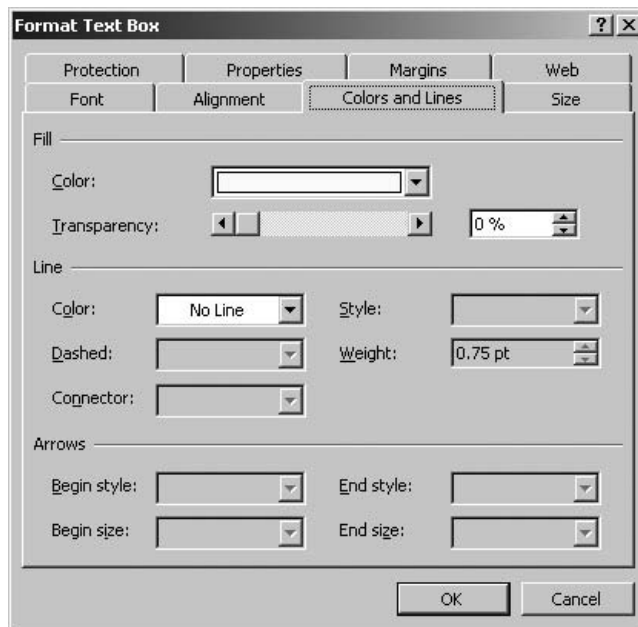 Format Text Box
Protection Properties Margins Web
Font Alignment Colors and Lines Size
Fill
Color:
Transparency: 0 %
Line
Color: No Line Style:
Dashed: Weight: 0.75 pt
Connector:
Arrows
Begin style: End style:
Begin size: End size:
OK Cancel